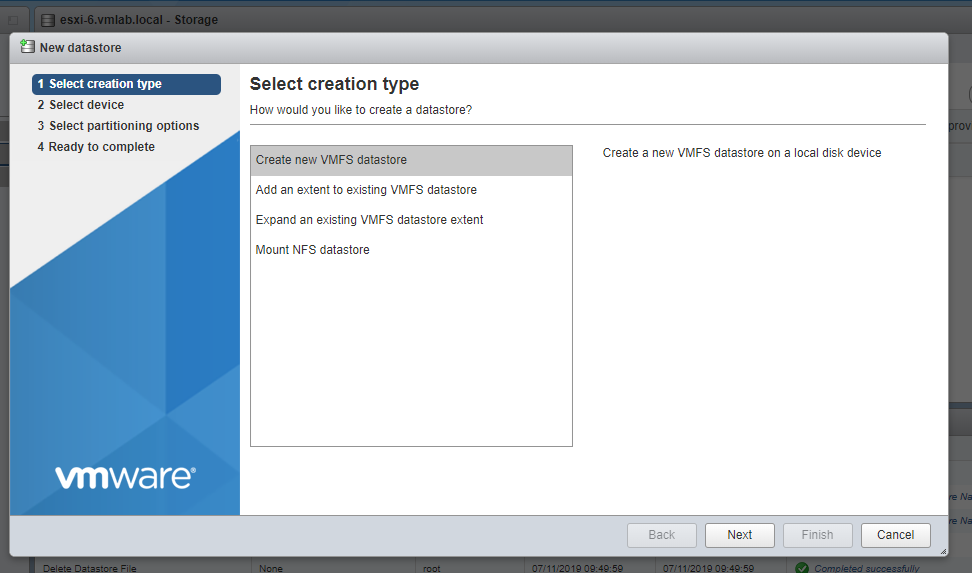 esxi-6.vmlab.local - Storage
New datastore
1 Select creation type
2 Select device
3 Select partitioning options
4 Ready to complete
Select creation type
How would you like to create a datastore?
Create new VMFS datastore
Add an extent to existing VMFS datastore
Expand an existing VMFS datastore extent
Mount NFS datastore
Create a new VMFS datastore on a local disk device
vmware®
Back
Next
Finish
Cancel
Delete Datastore File
None
root
07/11/2019 09:49:59
07/11/2019 09:49:59
Completed successfully